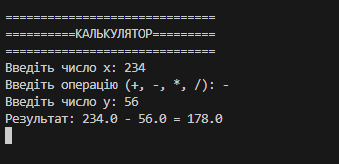 ==============================
==========КАЛЬКУЛЯТОР=========
==============================
Введіть число x: 234
Введіть операцію (+, -, *, /): -
Введіть число y: 56
Результат: 234.0 - 56.0 = 178.0